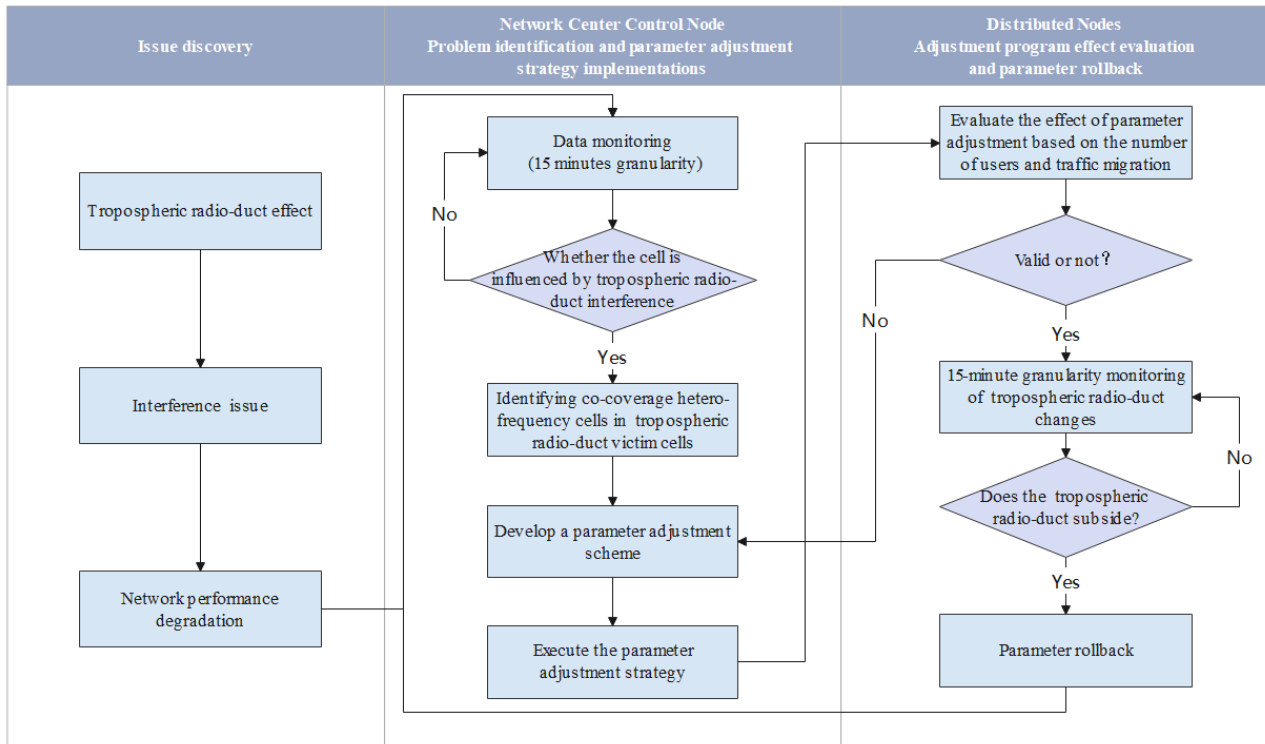 Issue discovery
Network Center Control Node
Problem identification and parameter adjustment
strategy implementations
Distributed Nodes
Adjustment program effect evaluation
and parameter rollback
Tropospheric radio-duct effect
Interference issue
Network performance
degradation
Data monitoring
(15 minutes granularity)
No
Whether the cell is
influenced by tropospheric radio-
duct interference
Yes
Identifying co-coverage hetero-
frequency cells in tropospheric
radio-duct victim cells
Develop a parameter adjustment
scheme
Execute the parameter
adjustment strategy
Evaluate the effect of parameter
adjustment based on the number
of users and traffic migration
Valid or not?
No
Yes
15-minute granularity monitoring
of tropospheric radio-duct
changes
No
Does the tropospheric
radio-duct subside?
Yes
Parameter rollback